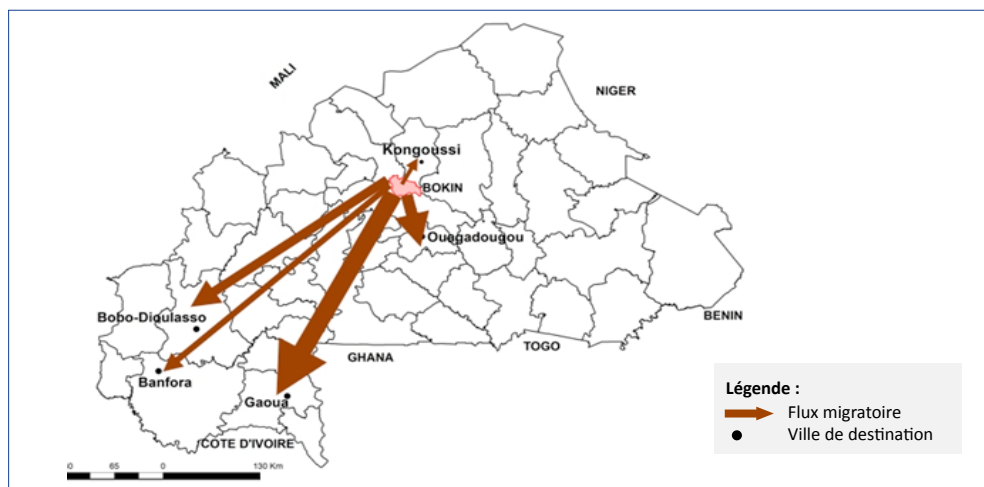 MALI
NIGER
Kongoussi
BOKIN
Ouagadougou
Bobo-Dioulasso
BENIN
TOGO
GHANA
Banfora
Gaoua
COTE D'IVOIRE
Légende :
Flux migratoire
Ville de destination
0 65 0 130 Km